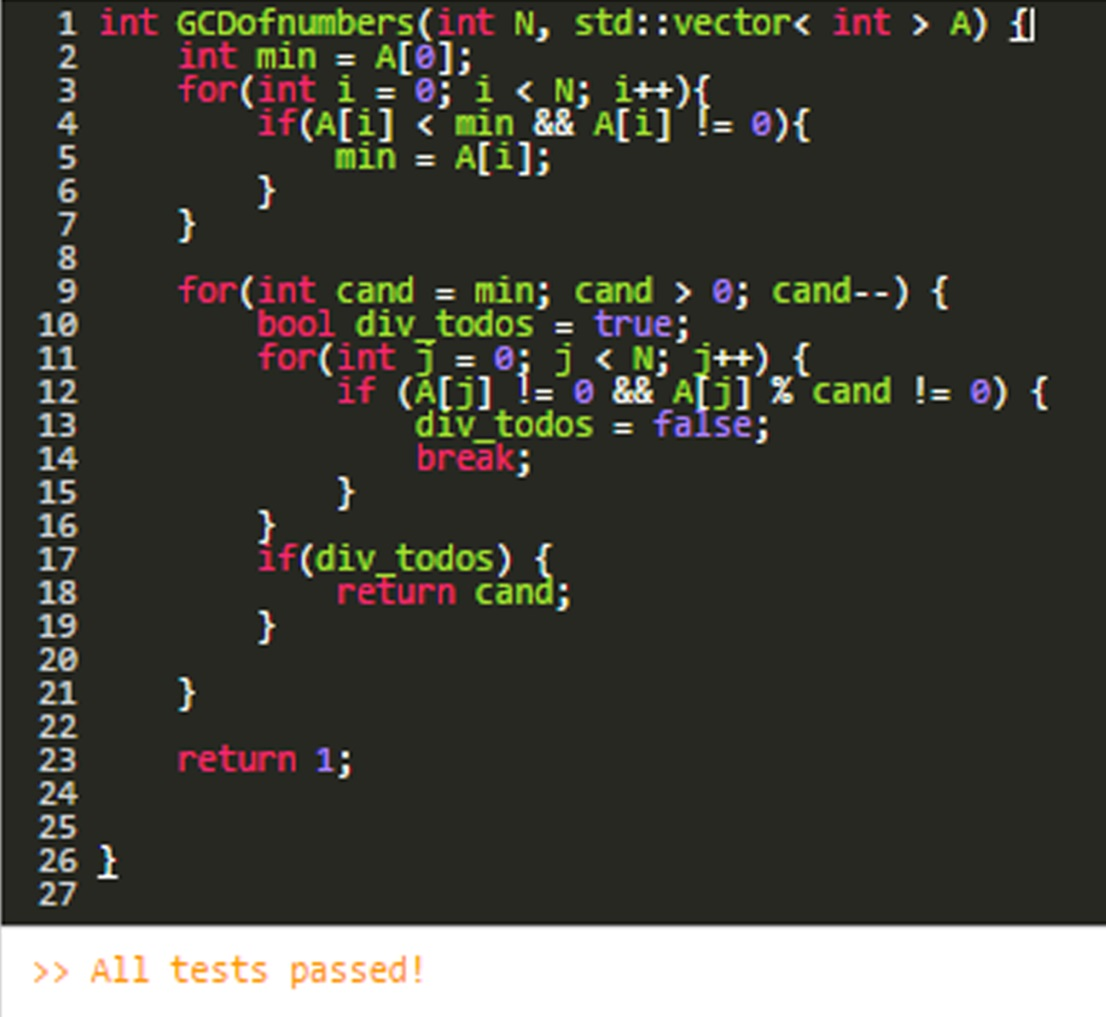 1 int GCDofnumbers(int N, std::vector< int > A) {
2     int min = A[0];
3     for(int i = 0; i < N; i++){
4         if(A[i] < min && A[i] != 0){
5             min = A[i];
6         }
7     }
8
9     for(int cand = min; cand > 0; cand--) {
10         bool div_todos = true;
11         for(int j = 0; j < N; j++) {
12             if (A[j] != 0 && A[j] % cand != 0) {
13                 div_todos = false;
14                 break;
15             }
16         }
17         if(div_todos) {
18             return cand;
19         }
20
21     }
22
23     return 1;
24
25
26 }
27
>> All tests passed!